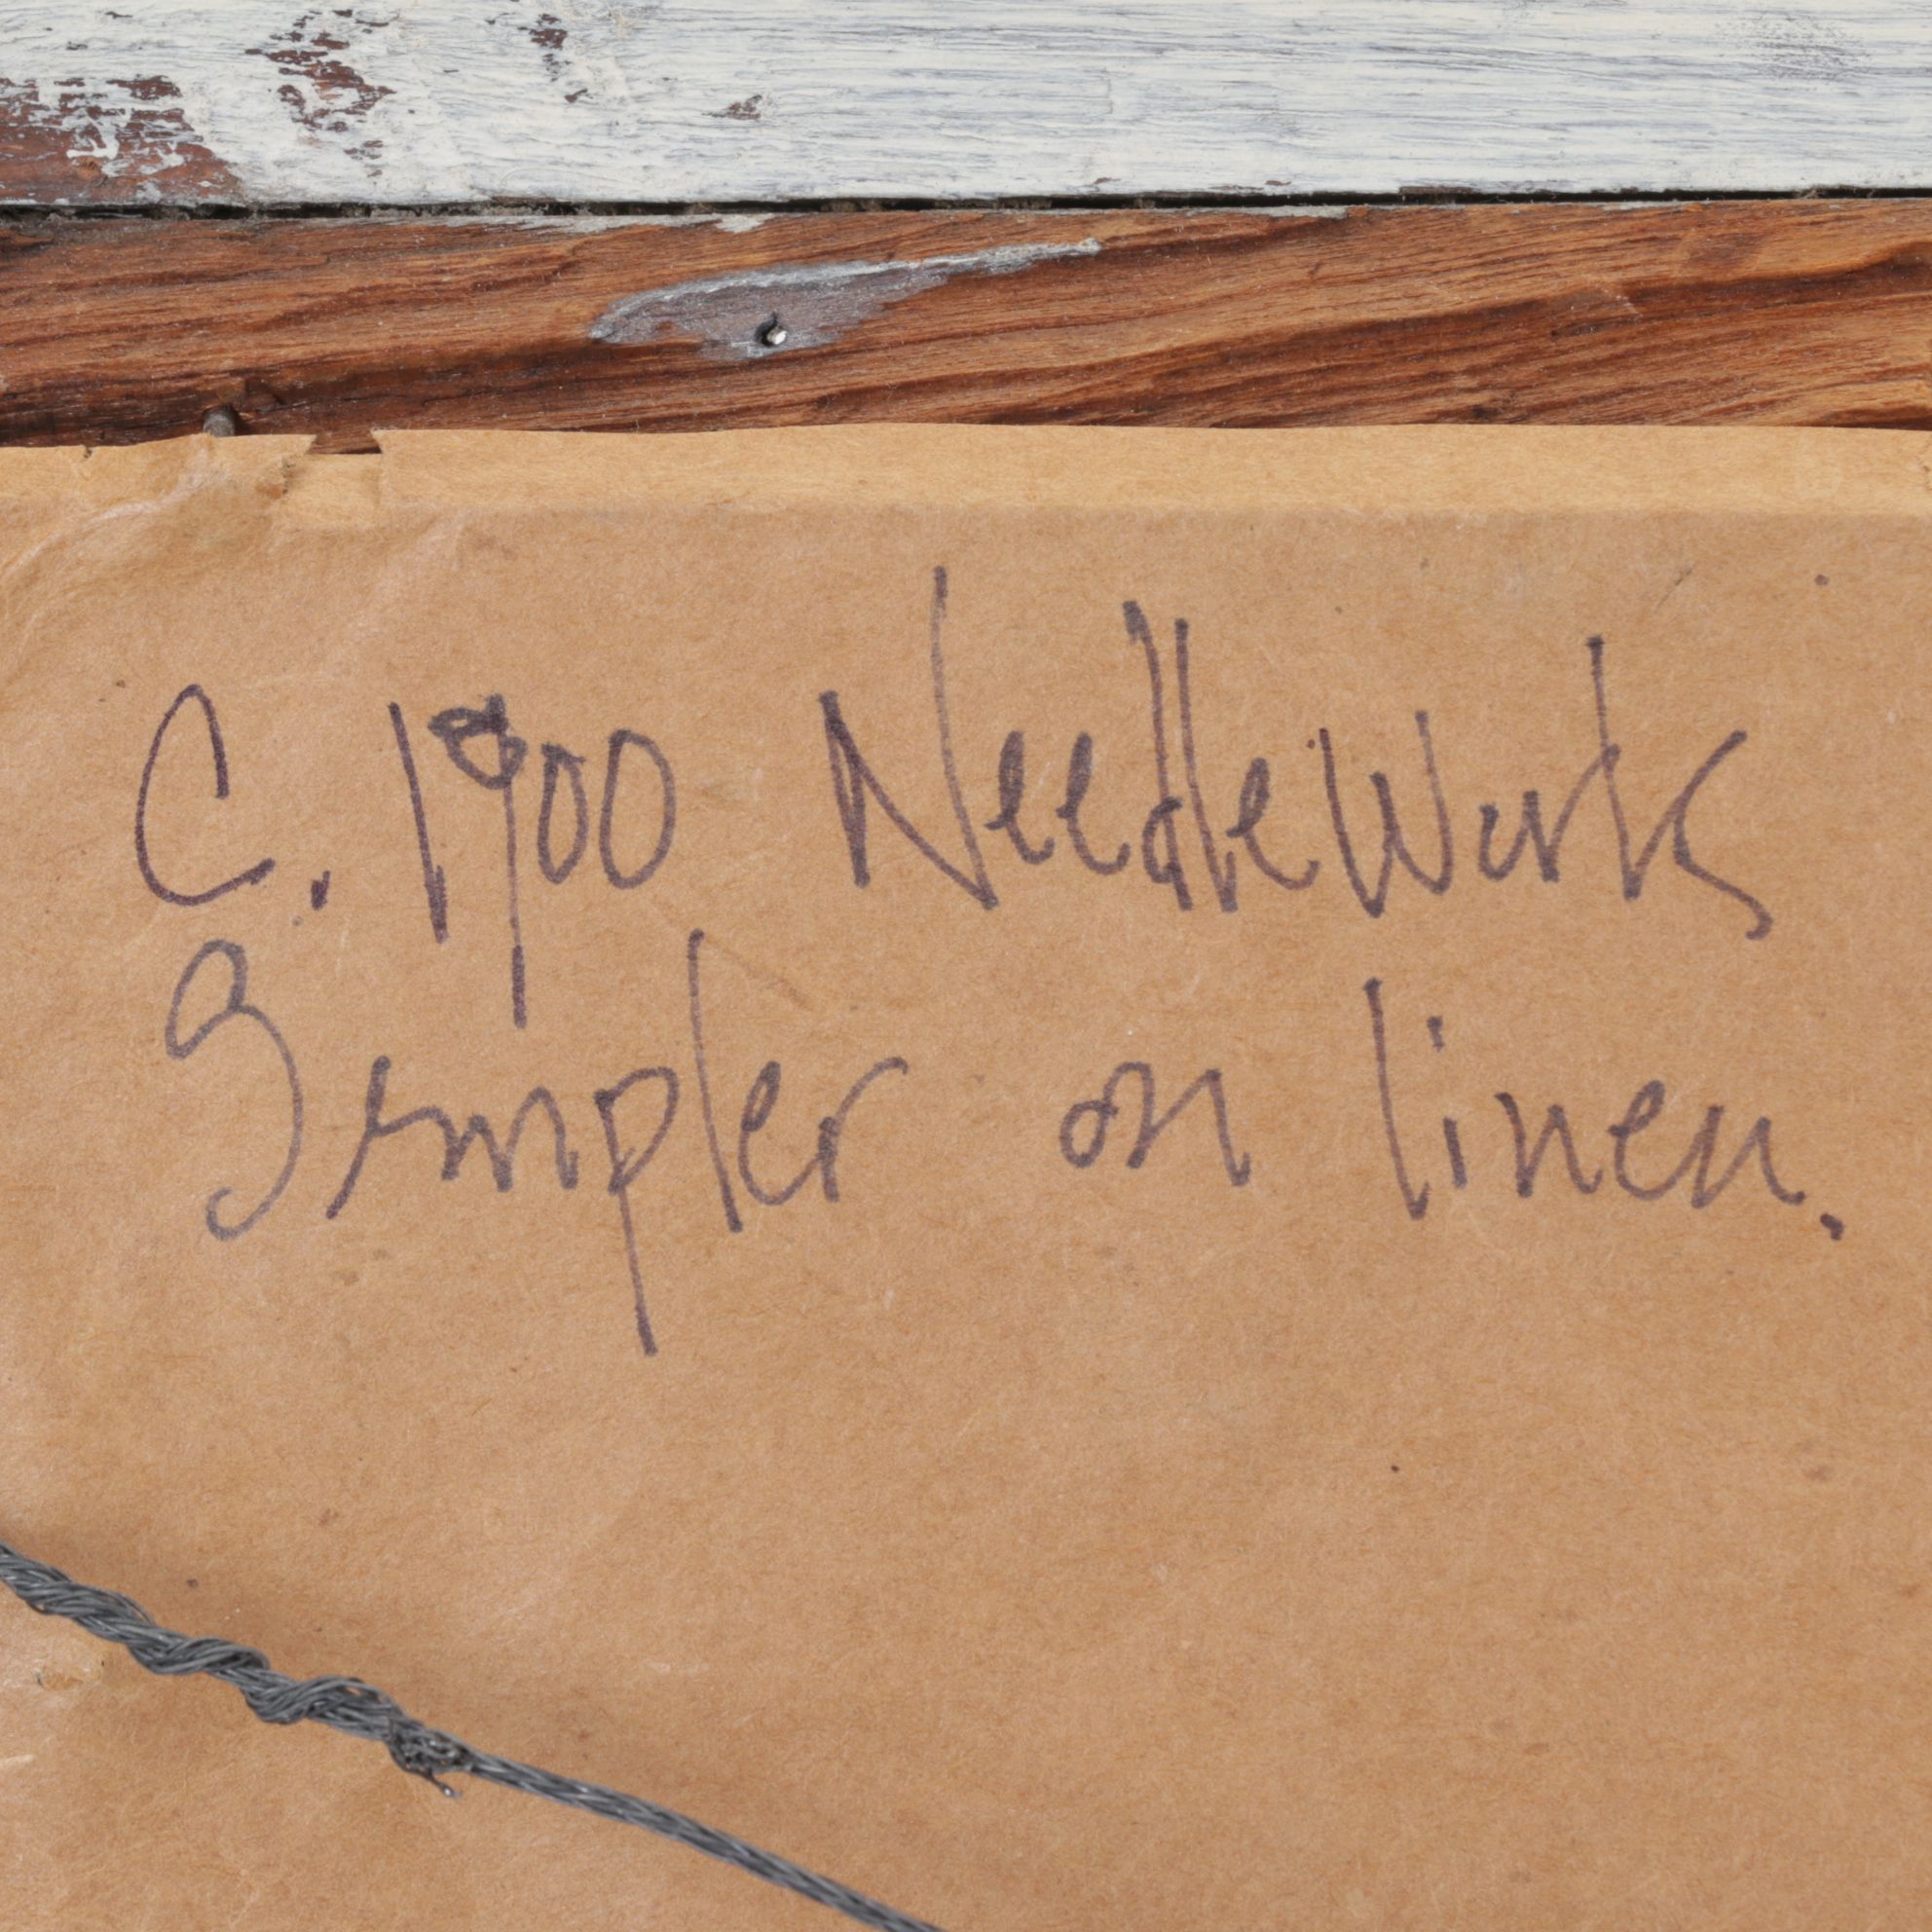 C. 1900 NeedleWork
Sampler on linen.